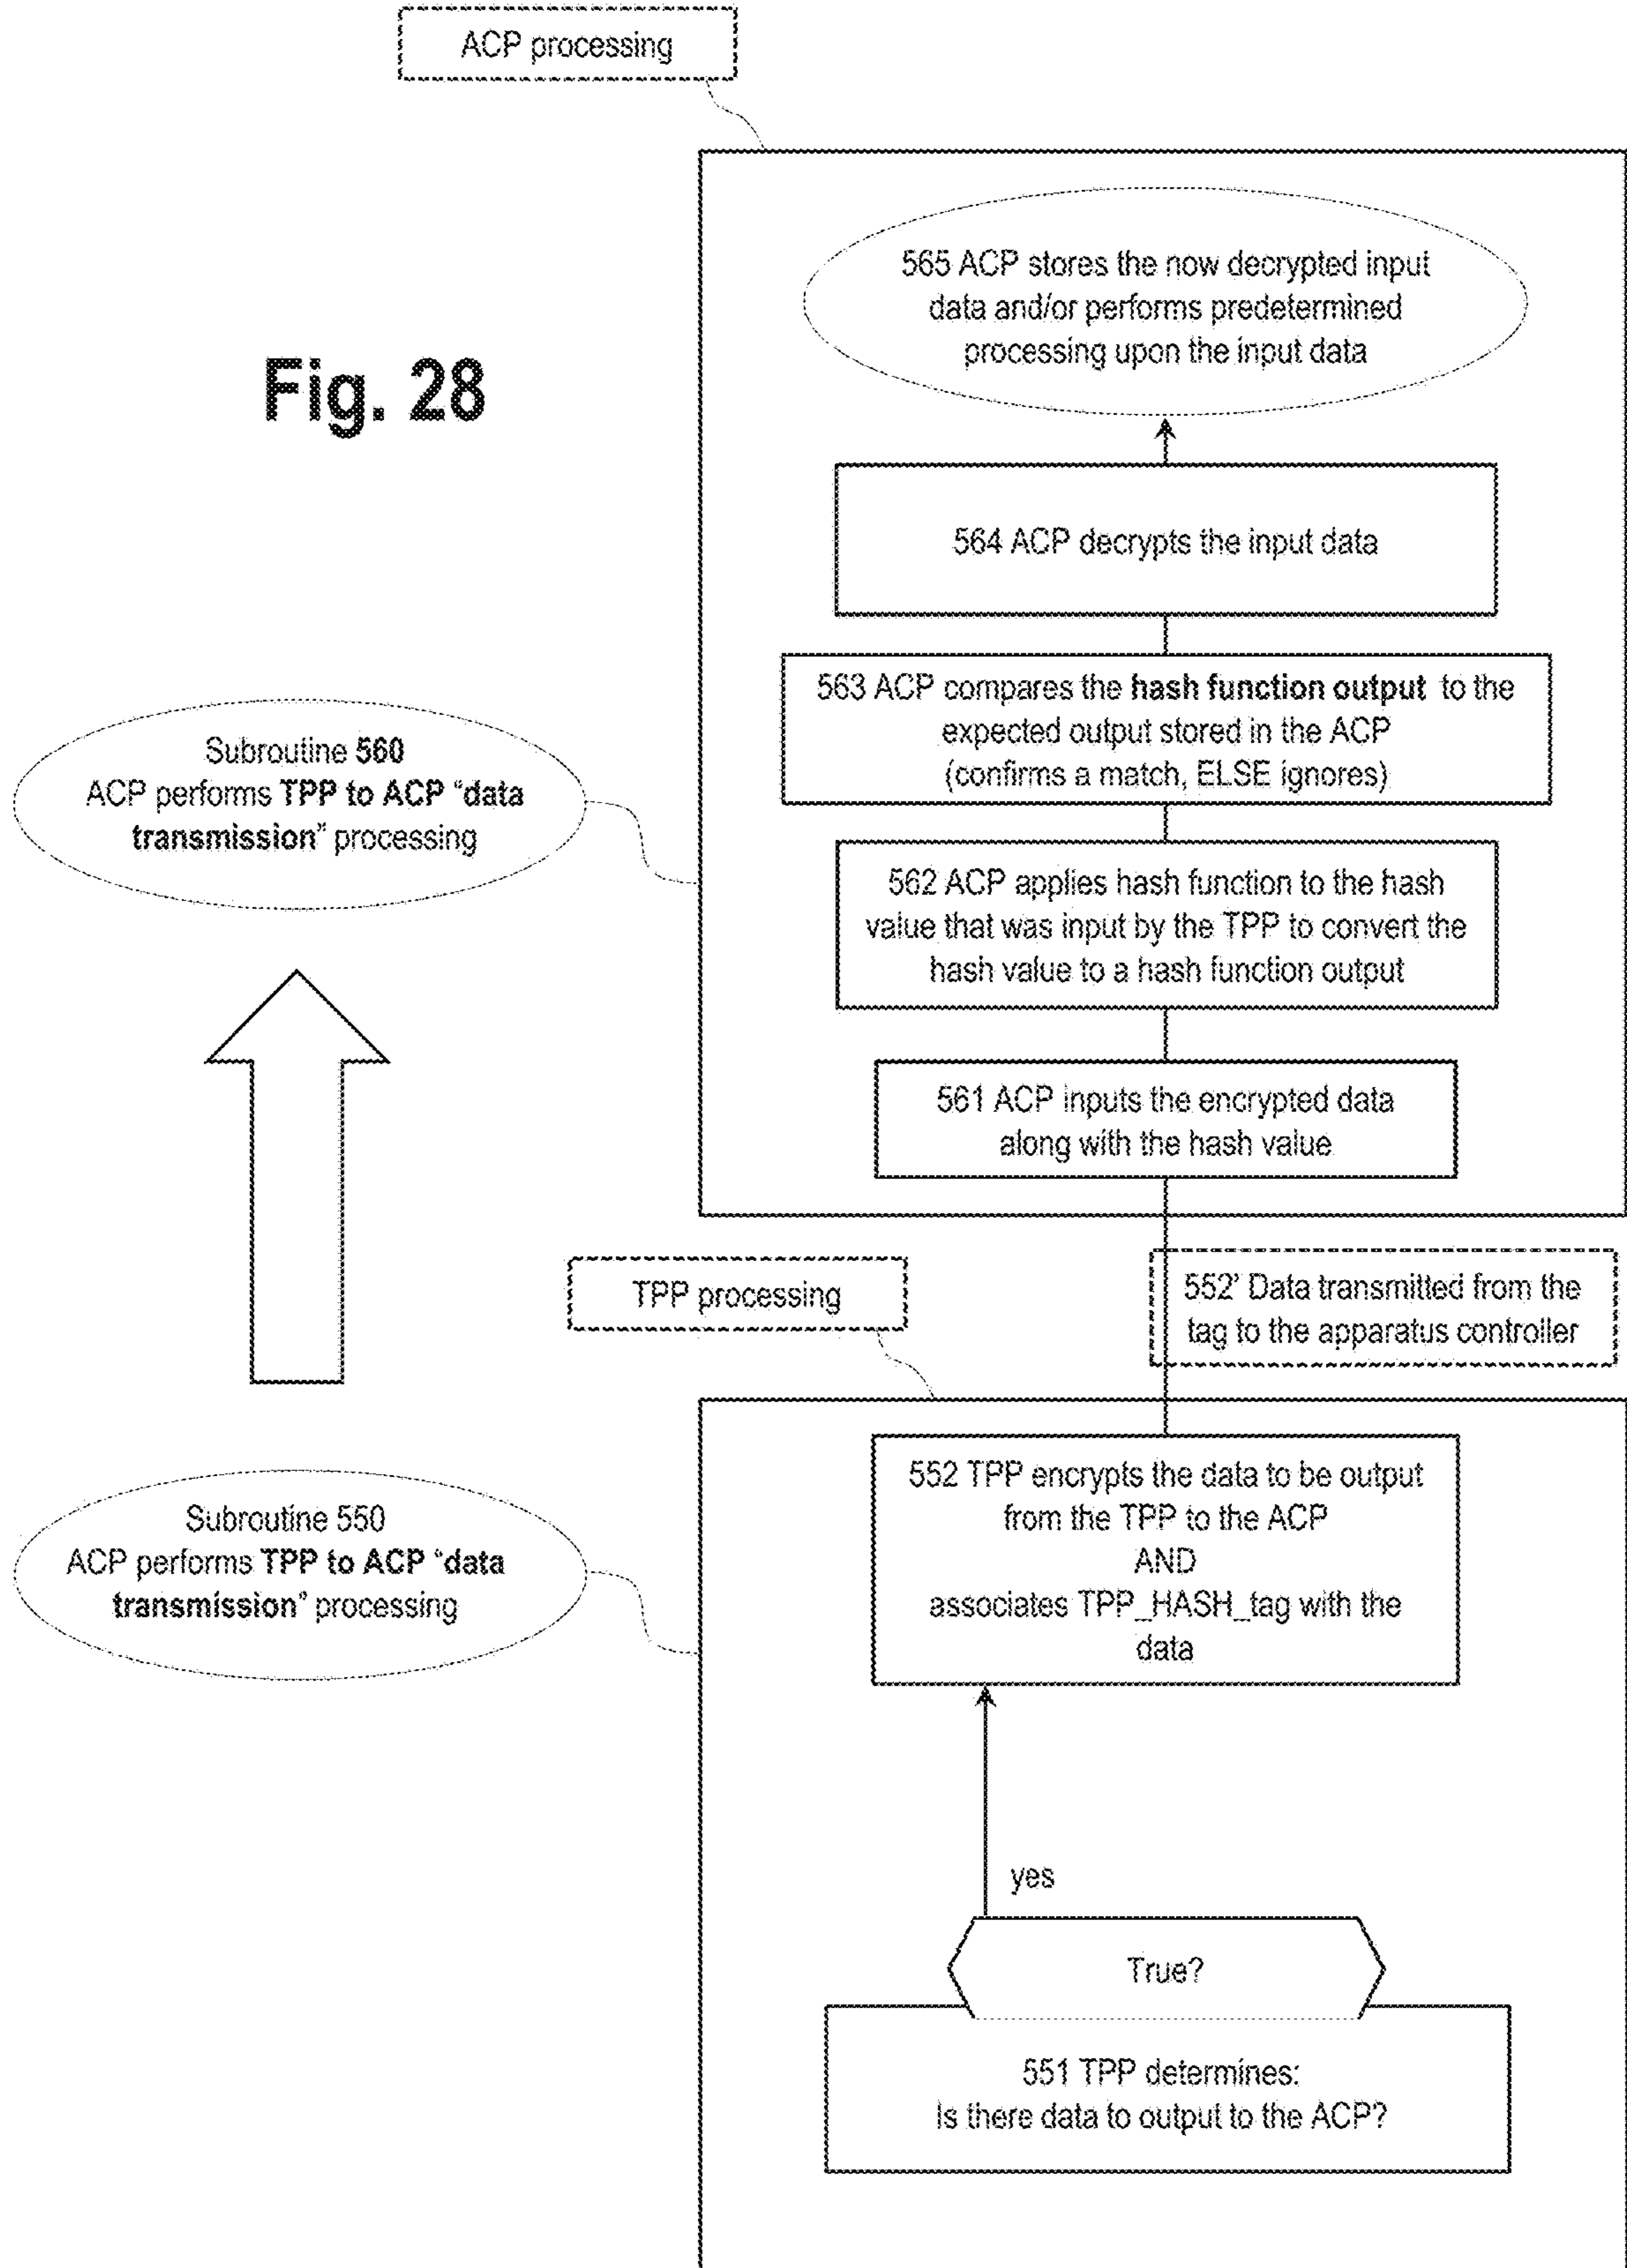 ACP processing
565 ACP stores the now decrypted input
data and/or performs predetermined
processing upon the input data
Fig. 28
564 ACP decrypts the input data
563 ACP compares the hash function output to the
expected output stored in the ACP
(confirms a match, ELSE ignores)
Subroutine 560
ACP performs TPP to ACP “data
transmission” processing
562 ACP applies hash function to the hash
value that was input by the TPP to convert the
hash value to a hash function output
561 ACP inputs the encrypted data
along with the hash value
TPP processing
552' Data transmitted from the
tag to the apparatus controller
552 TPP encrypts the data to be output
from the TPP to the ACP
AND
associates TPP_HASH_tag with the
data
Subroutine 550
ACP performs TPP to ACP “data
transmission” processing
yes
True?
551 TPP determines:
Is there data to output to the ACP?